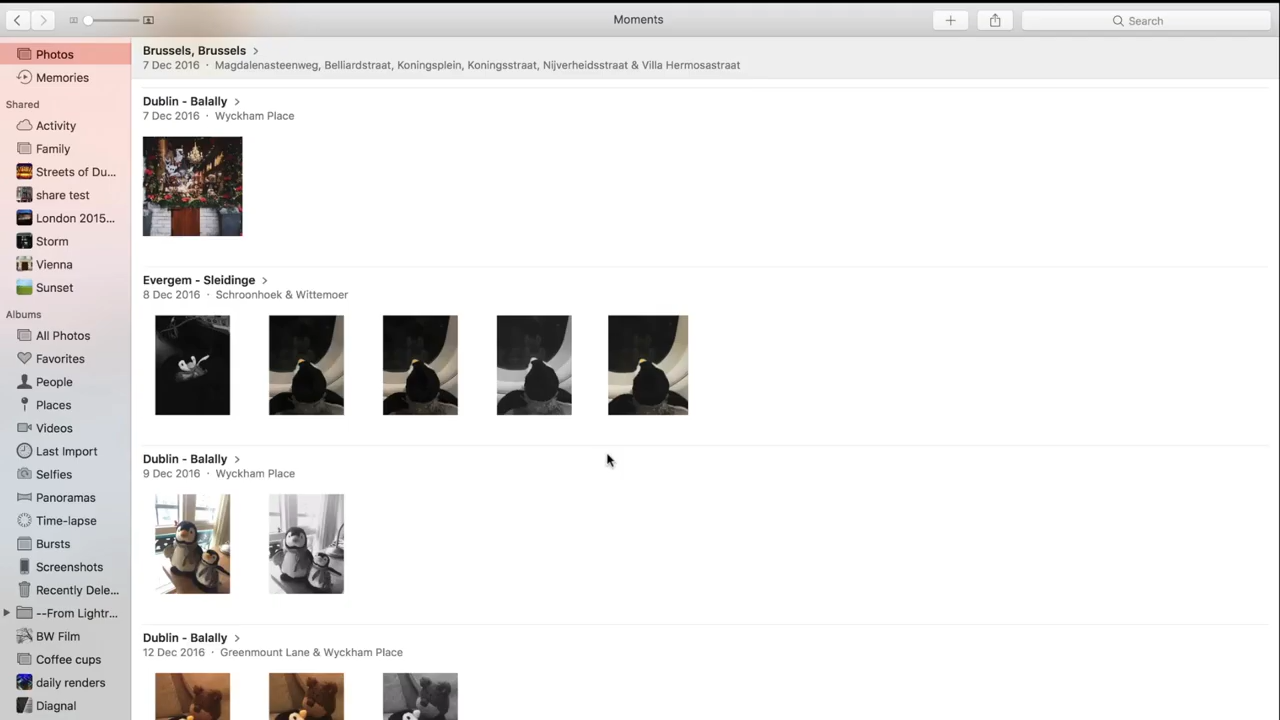 Moments
Search
Photos
Memories
Shared
Activity
Family
Streets of Du...
share test
London 2015...
Storm
Vienna
Sunset
Albums
All Photos
Favorites
People
Places
Videos
Last Import
Selfies
Panoramas
Time-lapse
Bursts
Screenshots
Recently Dele...
--From Lightr...
BW Film
Coffee cups
daily renders
Diagnal
Brussels, Brussels
7 Dec 2016 · Magdalenasteenweg, Belliardstraat, Koningsplein, Koningsstraat, Nijverheidsstraat & Villa Hermosastraat
Dublin - Balally
7 Dec 2016 · Wyckham Place
Evergem - Sleidinge
8 Dec 2016 · Schroonhoek & Wittemoer
Dublin - Balally
9 Dec 2016 · Wyckham Place
Dublin - Balally
12 Dec 2016 · Greenmount Lane & Wyckham Place